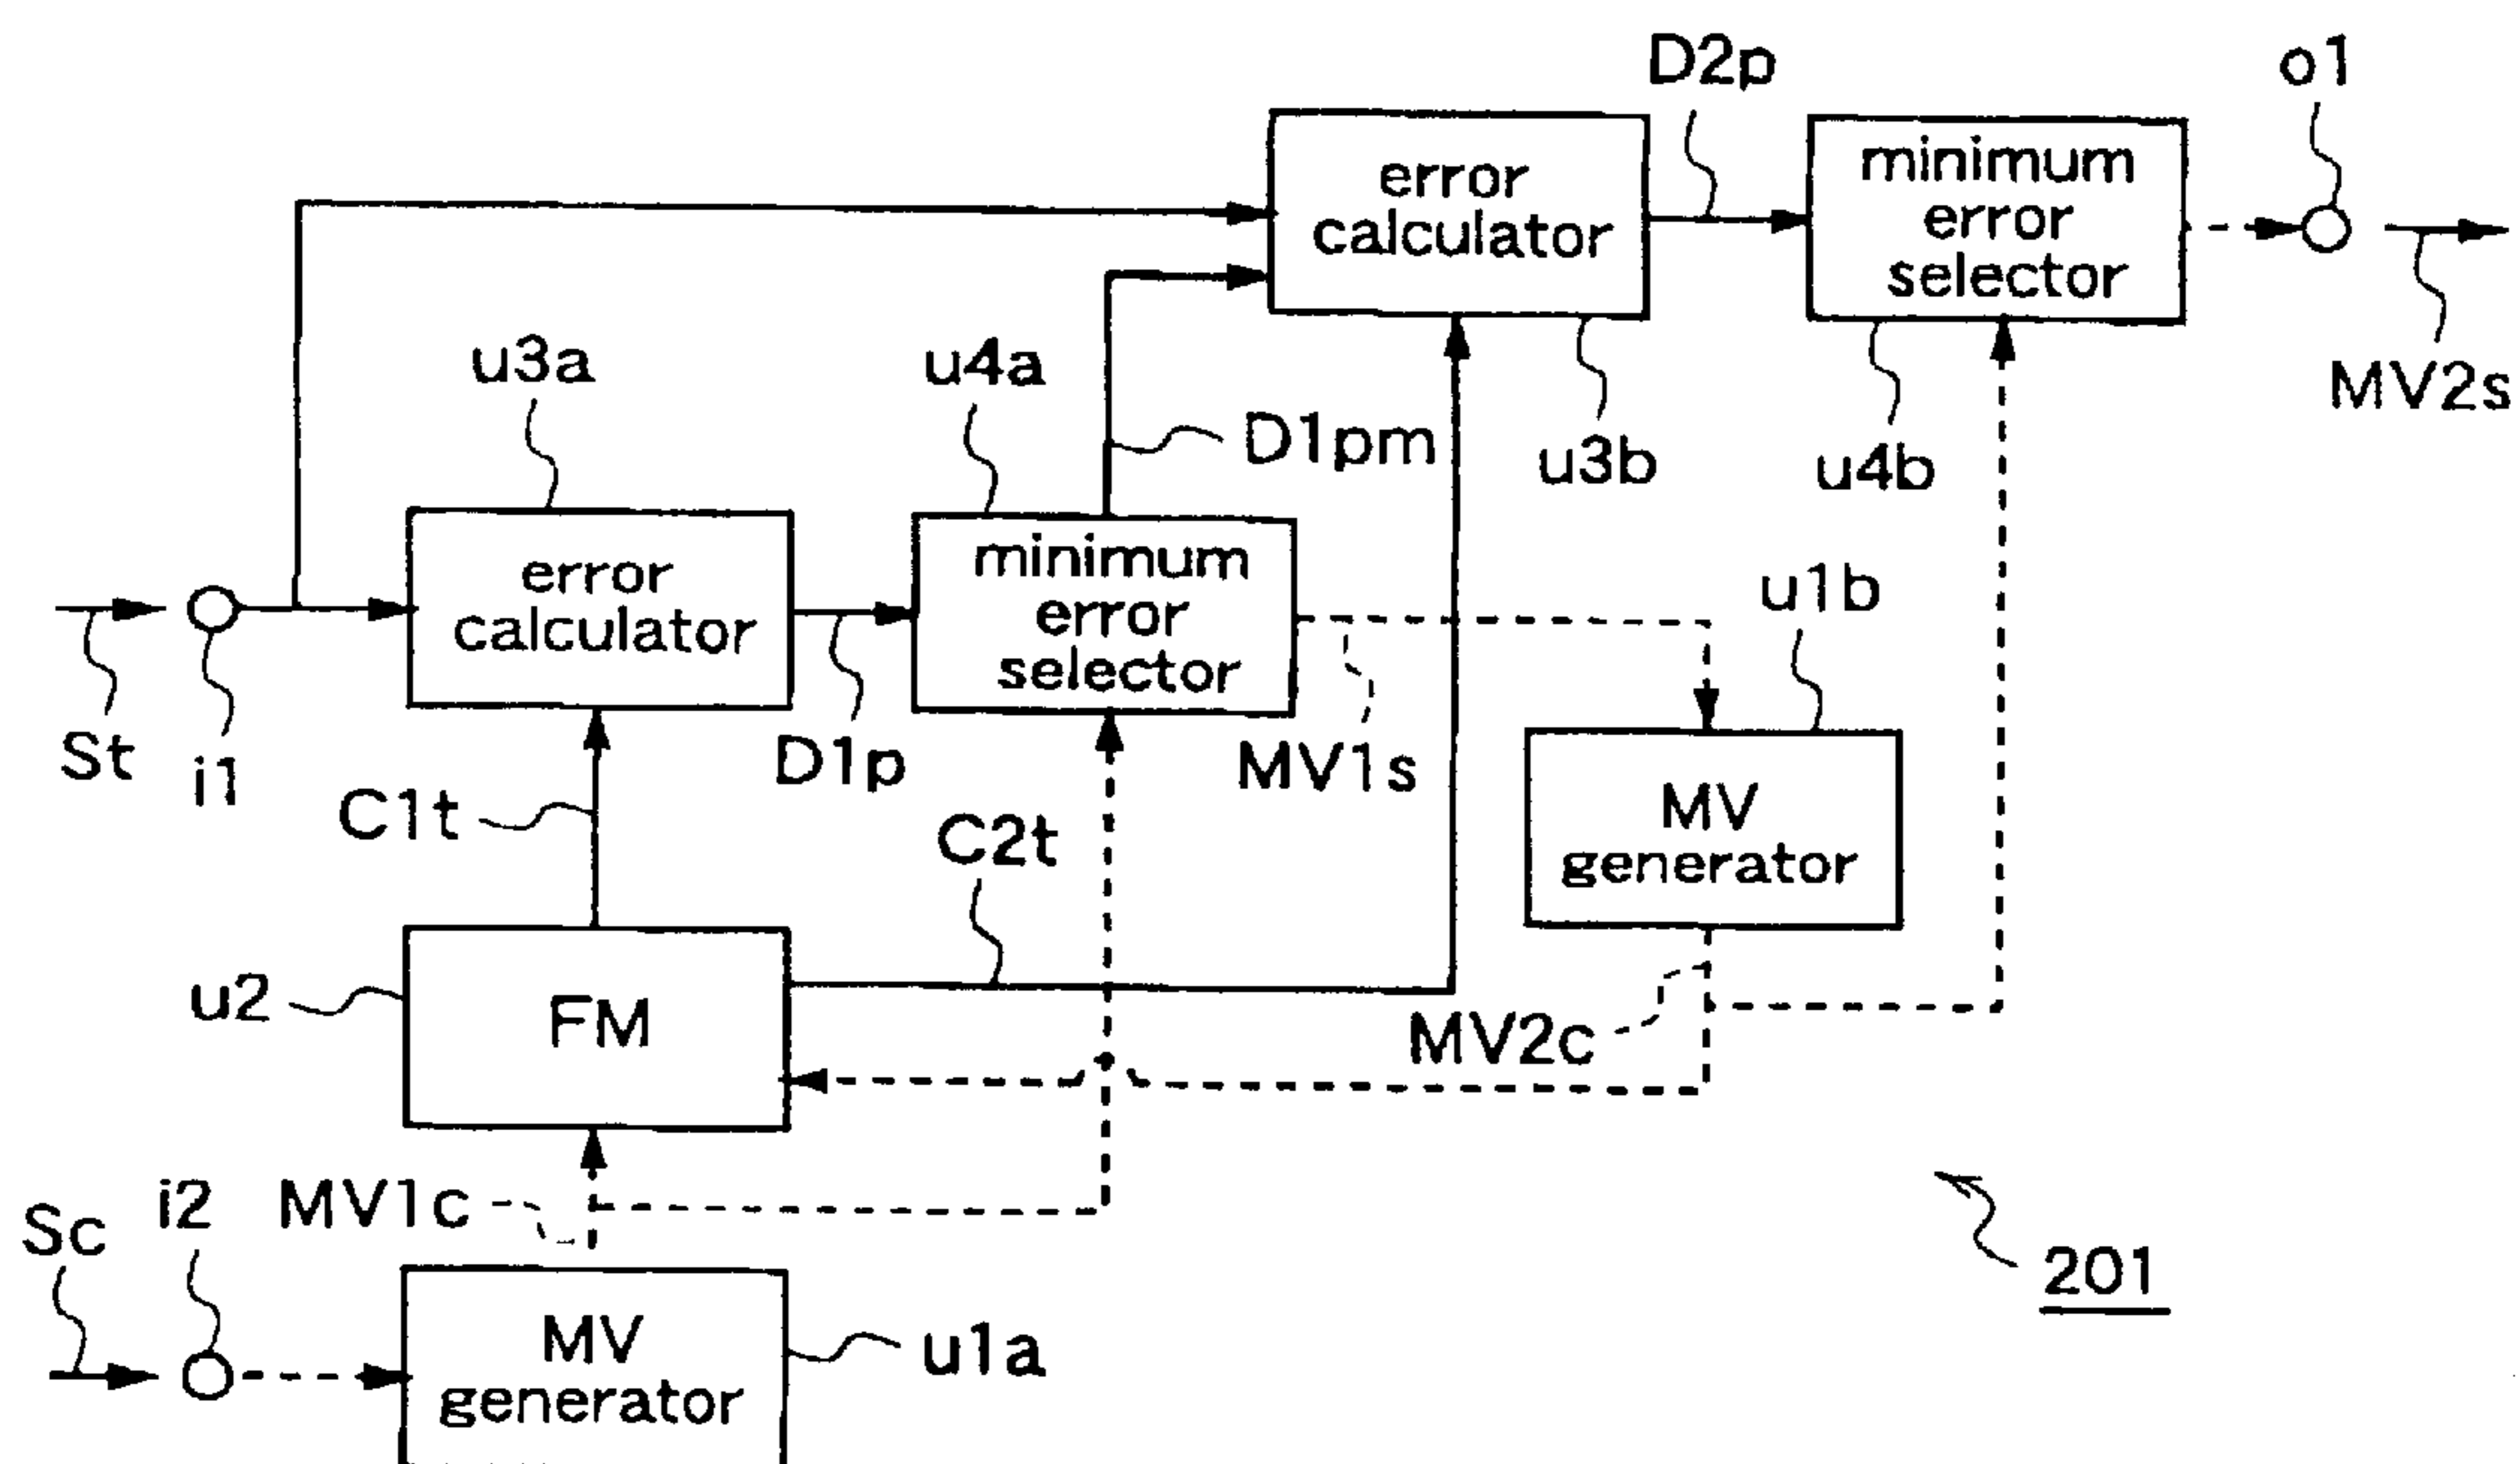 D2p
o1
error
calculator
minimum
error
selector
MV2s
u3a
u4a
D1pm
u3b
u4b
error
calculator
minimum
error
selector
u1b
St
i1
D1p
MV1s
C1t
C2t
MV
generator
u2
FM
MV2c
Sc
i2
MV1c
201
MV
generator
u1a